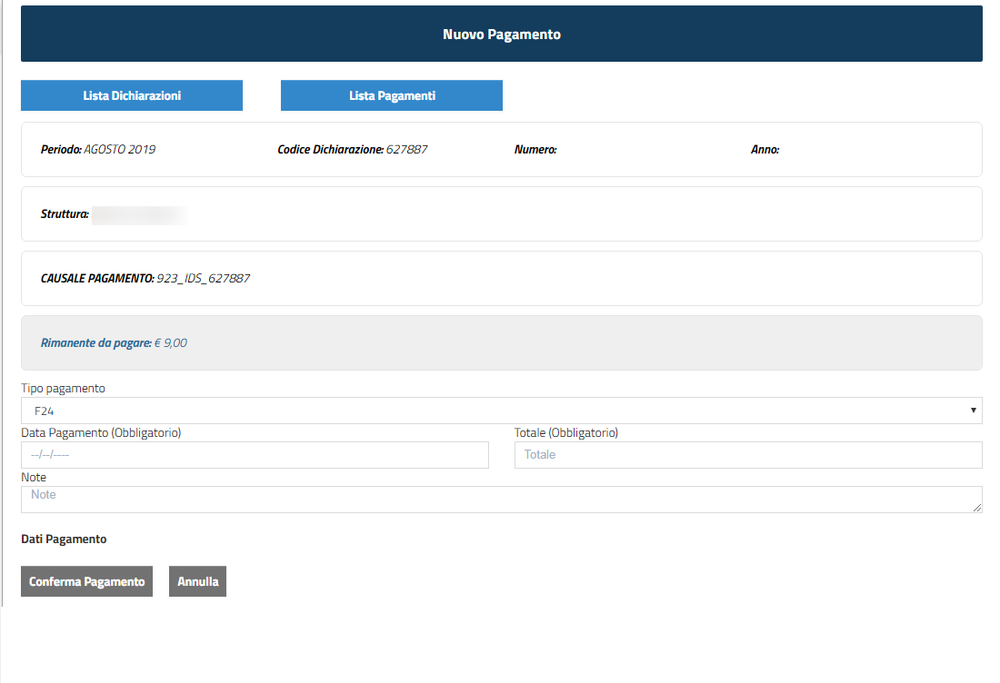 Nuovo Pagamento
Lista Dichiarazioni Lista Pagamenti
Periodo: AGOSTO 2019 Codice Dichiarazione: 627887 Numero: Anno:
Struttura:
CAUSALE PAGAMENTO: 923_IDS_627887
Rimanente da pagare: € 9,00
Tipo pagamento
F24
Data Pagamento (Obbligatorio) Totale (Obbligatorio)
--/--/---- Totale
Note
Note
Dati Pagamento
Conferma Pagamento Annulla